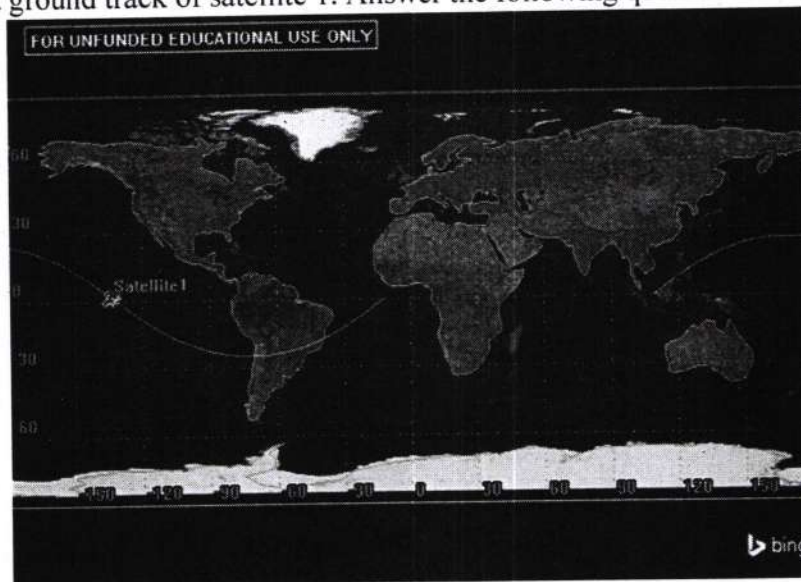 ground track of satellite 1. Answer the following
FOR UNFUNDED EDUCATIONAL USE ONLY
60
30
Satellite1
0
30
60
-150 -120 -90 -60 -30 0 30 60 90 120 150
bing